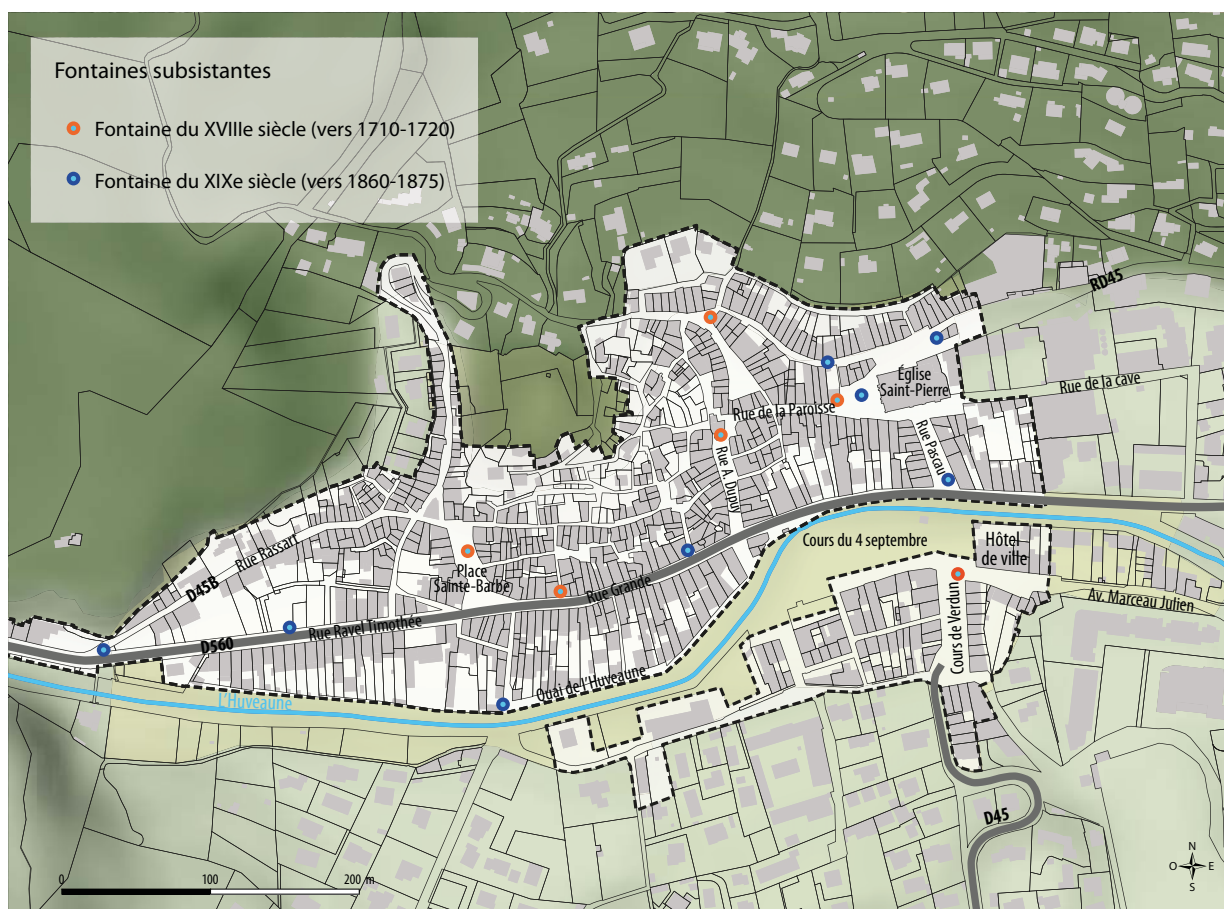 Fontaines subsistantes
Fontaine du XVIIIe siècle (vers 1710-1720)
Fontaine du XIXe siècle (vers 1860-1875)
RD45
Église
Saint-Pierre
Rue de la cave
Rue de la Paroisse
Rue Pascau
Rue A. Dupuy
Cours du 4 septembre
Hôtel
de ville
Rue Rassart
Place
Sainte-Barbe
D45B
Rue Grande
Av. Marceau Julien
Rue Ravel Timothée
D560
Cours de Verdun
Quai de l'Huveaune
L'Huveaune
D45
0 100 200 m
N
O E
S